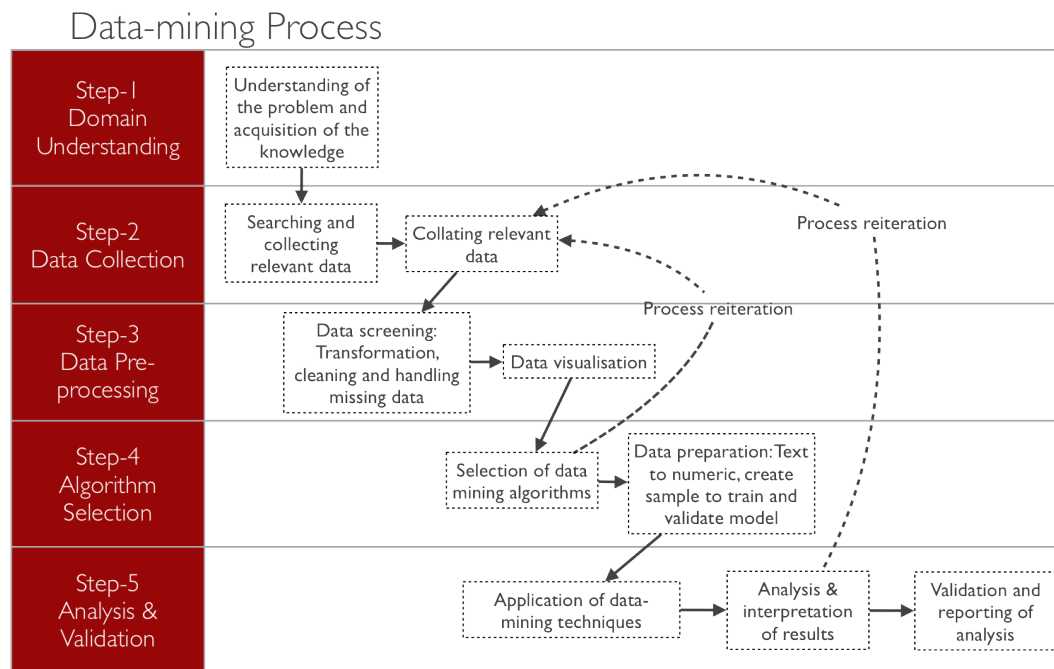 Data-mining Process
Step-1
Domain
Understanding
Understanding of
the problem and
acquisition of the
knowledge
Step-2
Data Collection
Searching and
collecting
relevant data
Collating relevant
data
Process reiteration
Process reiteration
Step-3
Data Pre-
processing
Data screening:
Transformation,
cleaning and handling
missing data
Data visualisation
Step-4
Algorithm
Selection
Selection of data
mining algorithms
Data preparation: Text
to numeric, create
sample to train and
validate model
Step-5
Analysis &
Validation
Application of data-
mining techniques
Analysis &
interpretation
of results
Validation and
reporting of
analysis